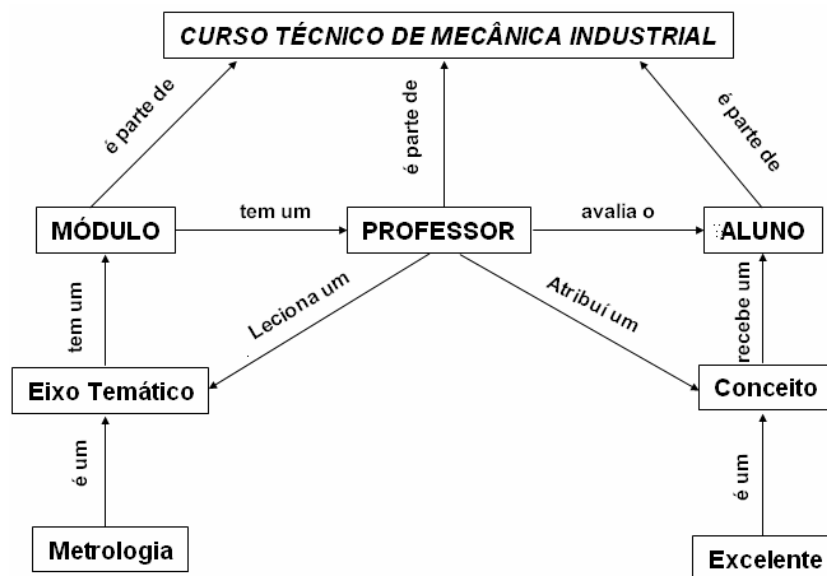 CURSO TÉCNICO DE MECÂNICA INDUSTRIAL
é parte de
é parte de
é parte de
MÓDULO
tem um
PROFESSOR
avalia o
ALUNO
tem um
Leciona um
Atribuí um
recebe um
Eixo Temático
Conceito
é um
é um
Metrologia
Excelente